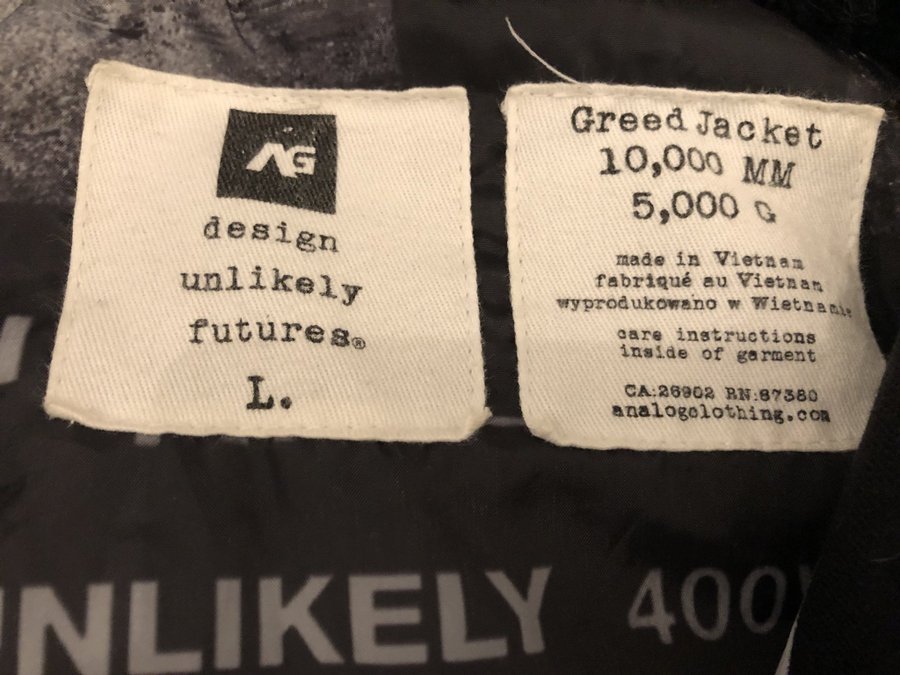 AG
design
unlikely
futures®
L.
Greed Jacket
10,000 MM
5,000 G
made in Vietnam
fabriqué au Vietnam
wyprodukowano w Wietnamie
care instructions
inside of garment
CA:26902 RN:87380
analogclothing.com
UNLIKELY 400